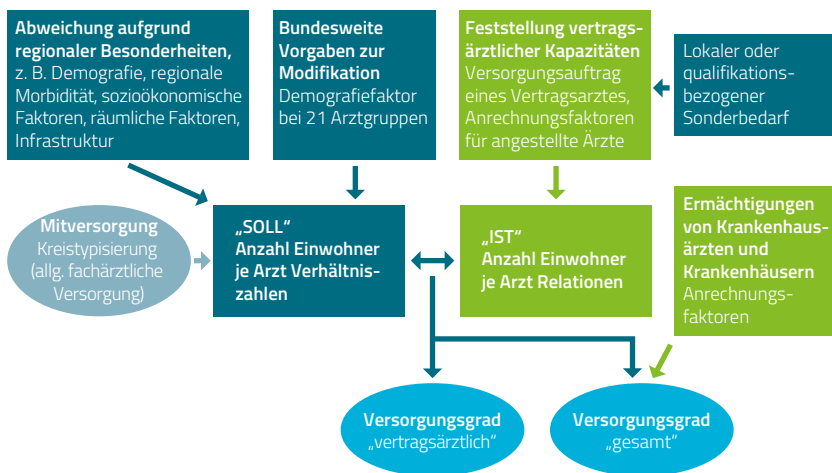 Abweichung aufgrund
regionaler Besonderheiten,
z. B. Demografie, regionale
Morbidität, sozioökonomische
Faktoren, räumliche Faktoren,
Infrastruktur
Bundesweite
Vorgaben zur
Modifikation
Demografiefaktor
bei 21 Arztgruppen
Feststellung vertrags-
ärztlicher Kapazitäten
Versorgungsauftrag
eines Vertragsarztes,
Anrechnungsfaktoren
für angestellte Ärzte
Lokaler oder
qualifikations-
bezogener
Sonderbedarf
Mitversorgung
Kreistypisierung
(allg. fachärztliche
Versorgung)
„SOLL“
Anzahl Einwohner
je Arzt Verhältnis-
zahlen
„IST“
Anzahl Einwohner
je Arzt Relationen
Ermächtigungen
von Krankenhaus-
ärzten und
Krankenhäusern
Anrechnungs-
faktoren
Versorgungsgrad
„vertragsärztlich“
Versorgungsgrad
„gesamt“